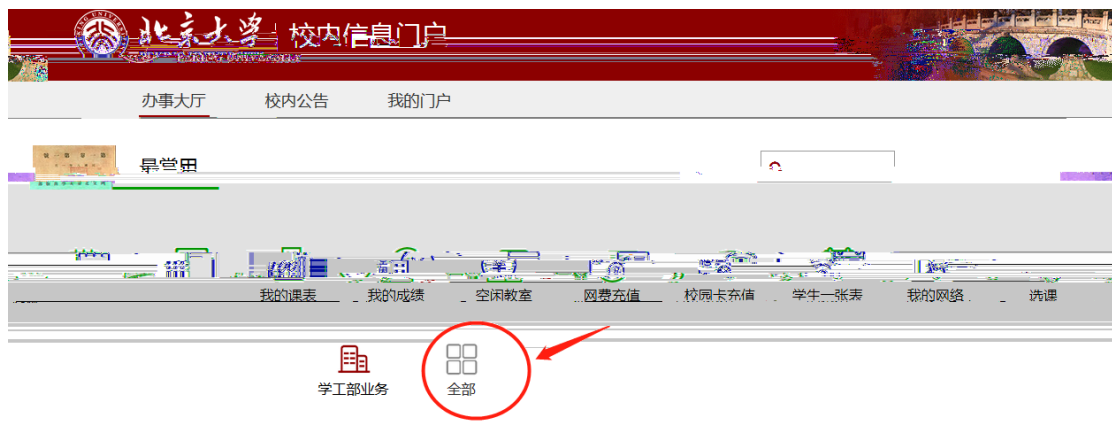 北京大学 校内信息门户
办事大厅 校内公告 我的门户
最常用
我的课表 我的成绩 空闲教室 网费充值 校园卡充值 学生一张表 我的网络 选课
学工部业务 全部